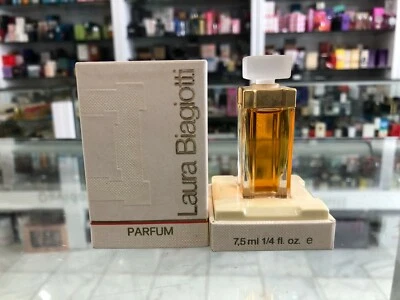 Laura Biagiotti
PARFUM
7,5 ml 1/4 fl. oz. e